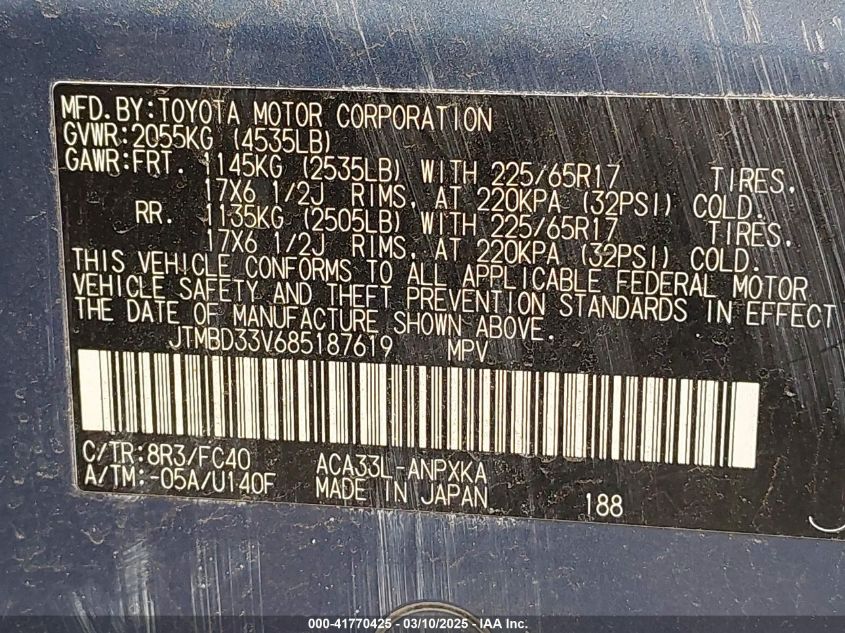 MFD.BY:TOYOTA MOTOR CORPORATION
GVWR:2055KG (4535LB)
GAWR:FRT. 1145KG (2535LB) WITH 225/65R17 TIRES,
17X6 1/2J RIMS, AT 220KPA (32PSI) COLD.
RR. 1135KG (2505LB) WITH 225/65R17 TIRES,
17X6 1/2J RIMS, AT 220KPA (32PSI) COLD.
THIS VEHICLE CONFORMS TO ALL APPLICABLE FEDERAL MOTOR
VEHICLE SAFETY AND THEFT PREVENTION STANDARDS IN EFFECT
THE DATE OF MANUFACTURE SHOWN ABOVE.
JTMBD33V685187619 MPV
C/TR:8R3/FC40 ACA33L-ANPXKA
A/TM:-05A/U140F MADE IN JAPAN 188
000-41770425 - 03/10/2025 - IAA Inc.